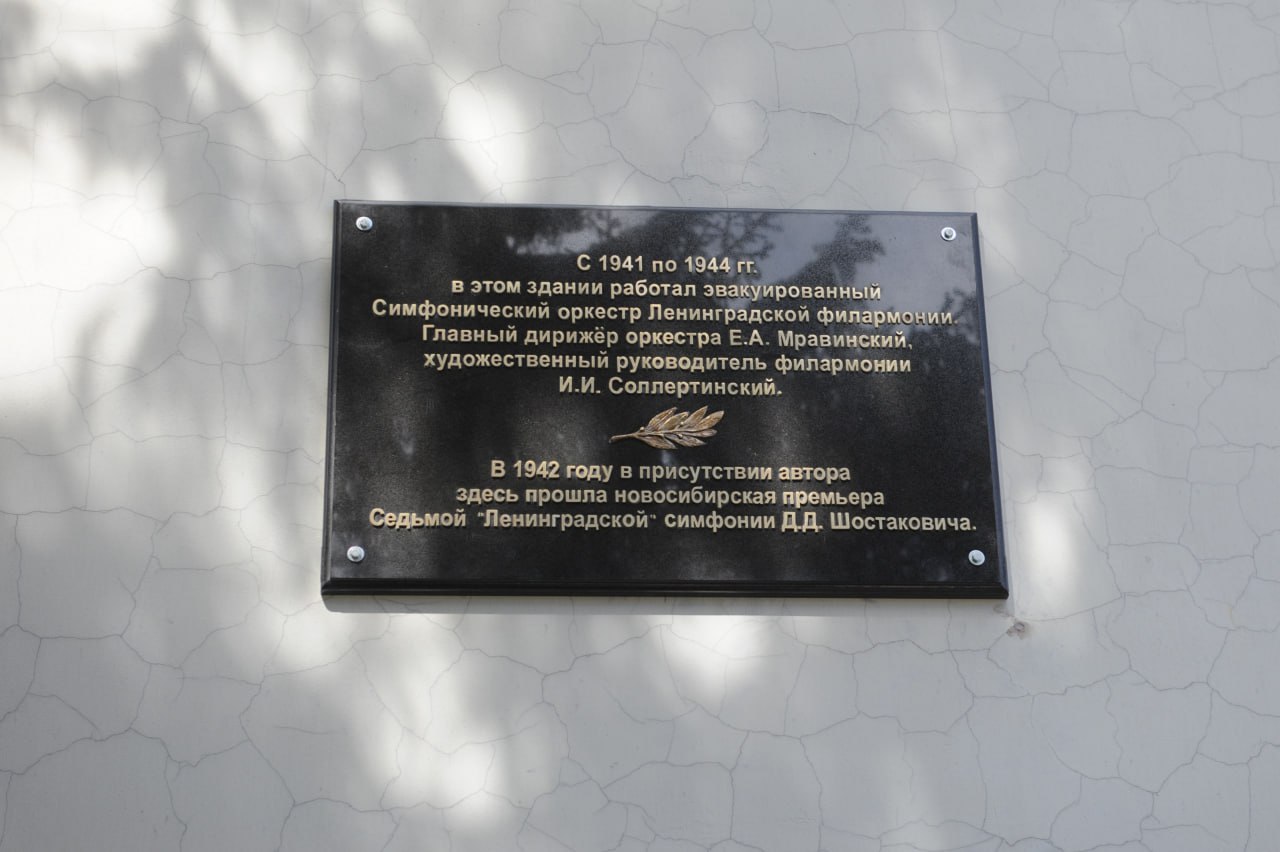 С 1941 по 1944 гг.
в этом здании работал эвакуированный
Симфонический оркестр Ленинградской филармонии.
Главный дирижёр оркестра Е.А. Мравинский,
художественный руководитель филармонии
И.И. Соллертинский.
В 1942 году в присутствии автора
здесь прошла новосибирская премьера
Седьмой "Ленинградской" симфонии Д.Д. Шостаковича.